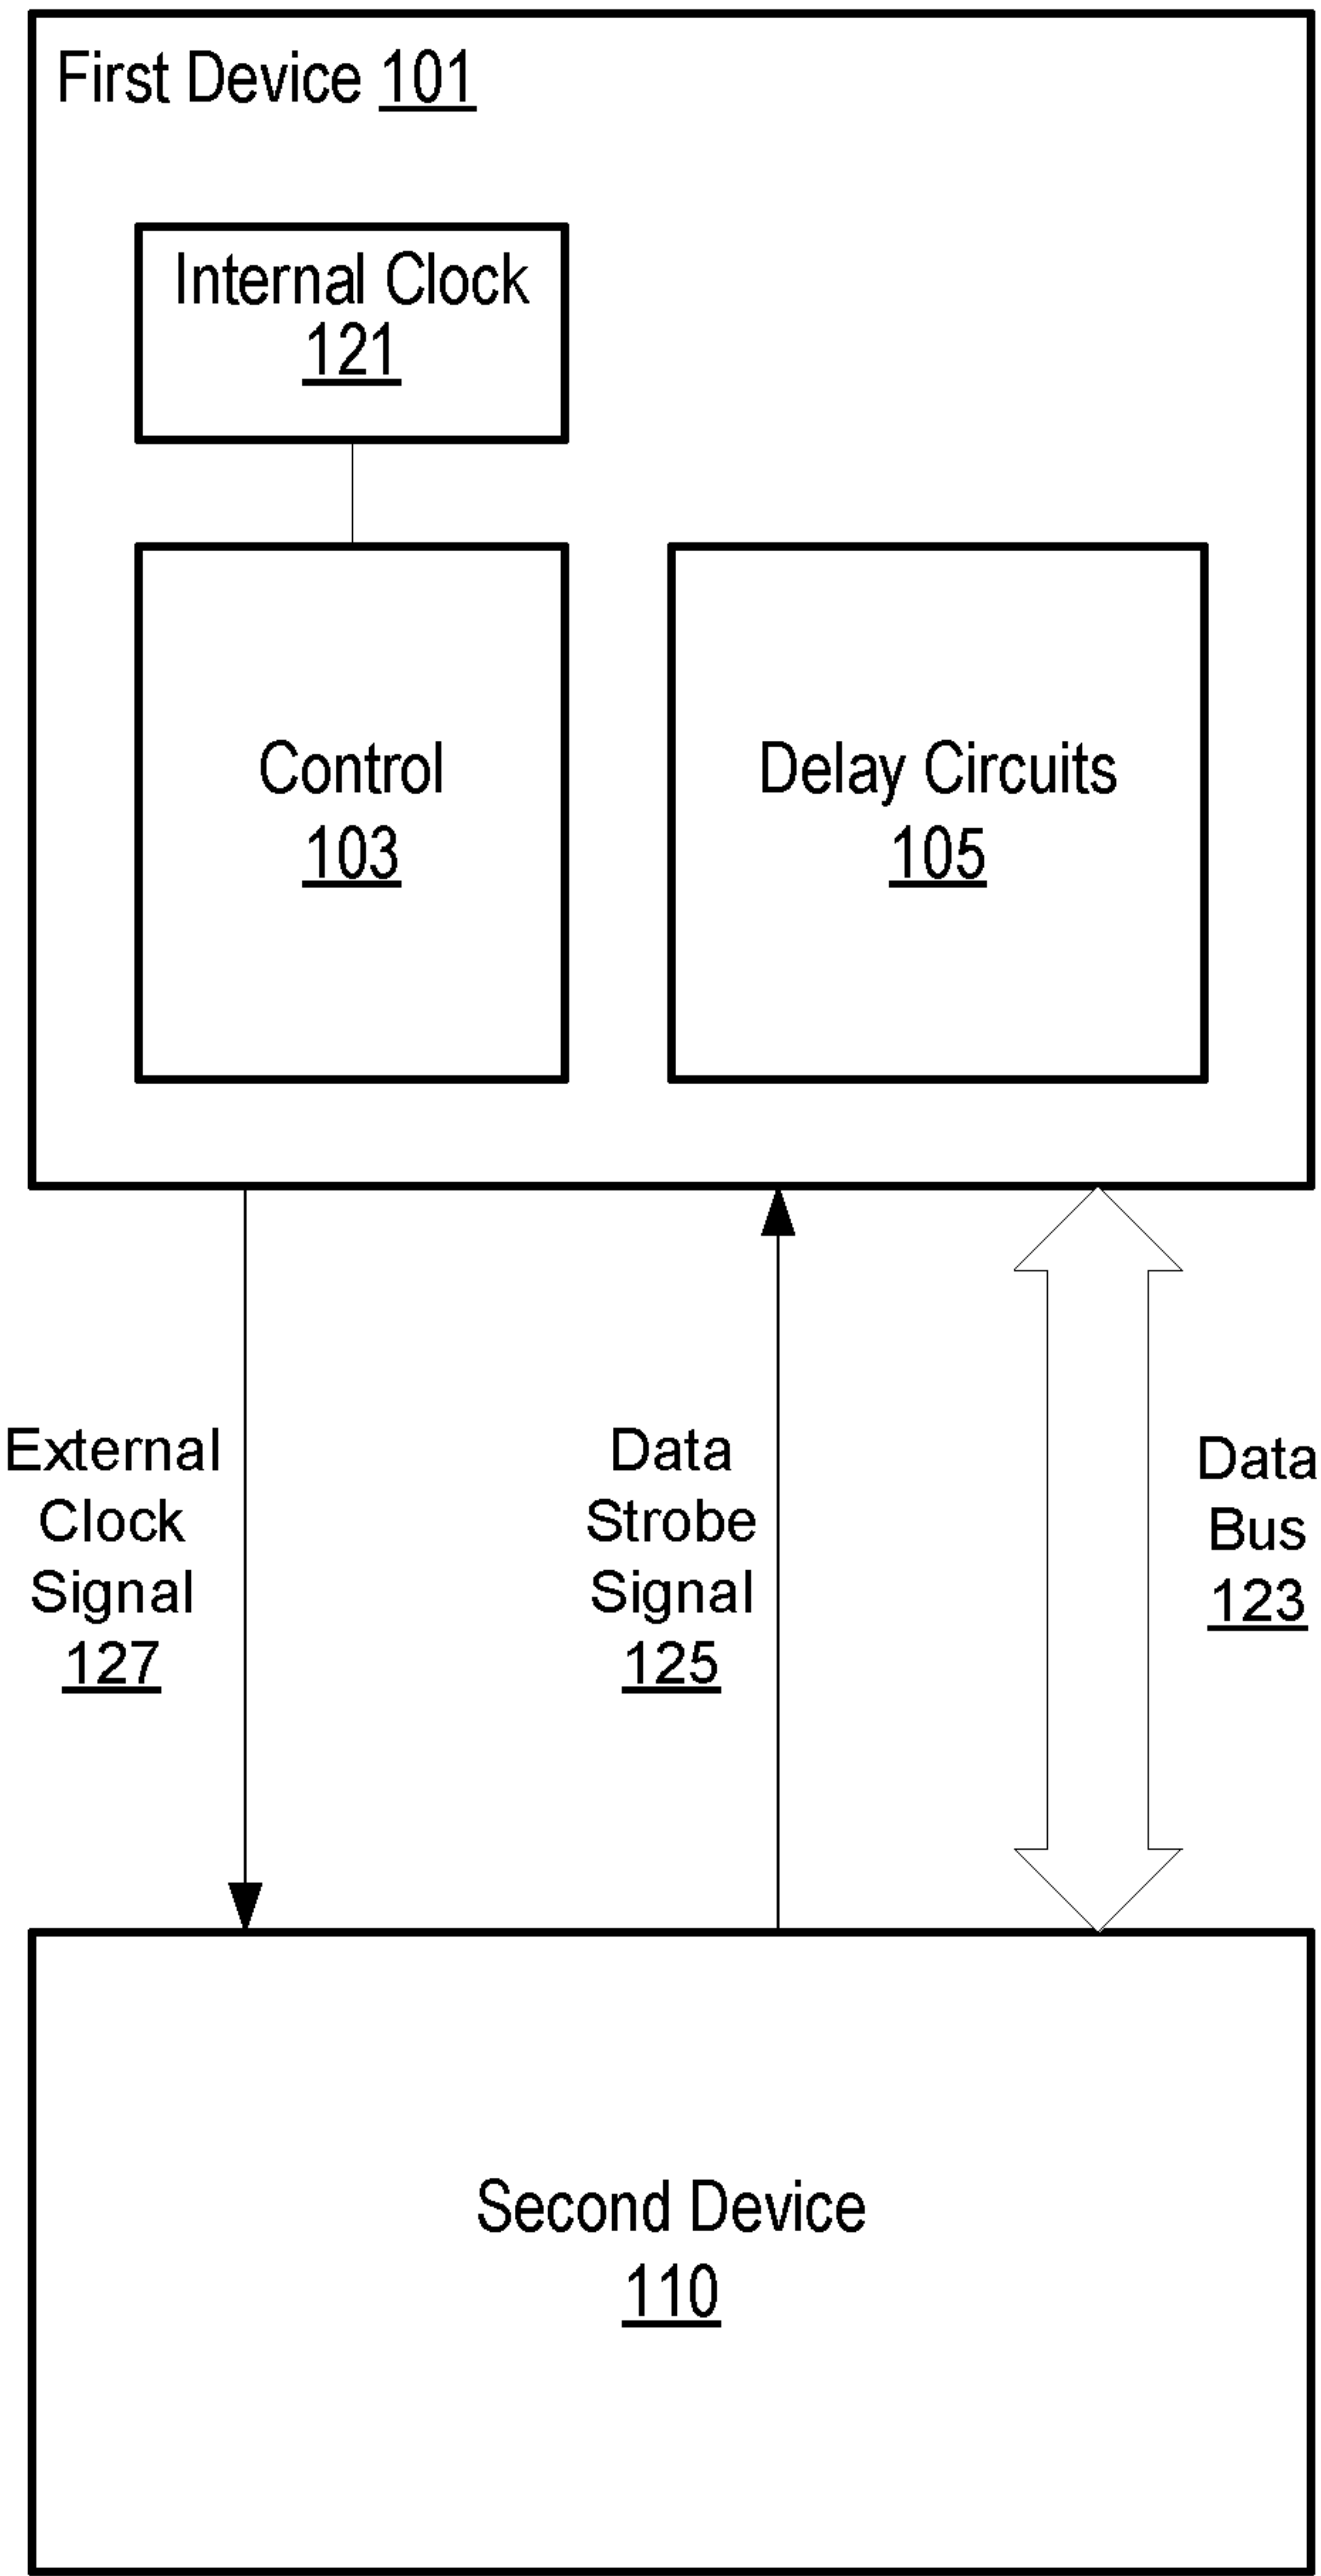 First Device 101
Internal Clock
121
Control
103
Delay Circuits
105
External
Clock
Signal
127
Data
Strobe
Signal
125
Data
Bus
123
Second Device
110